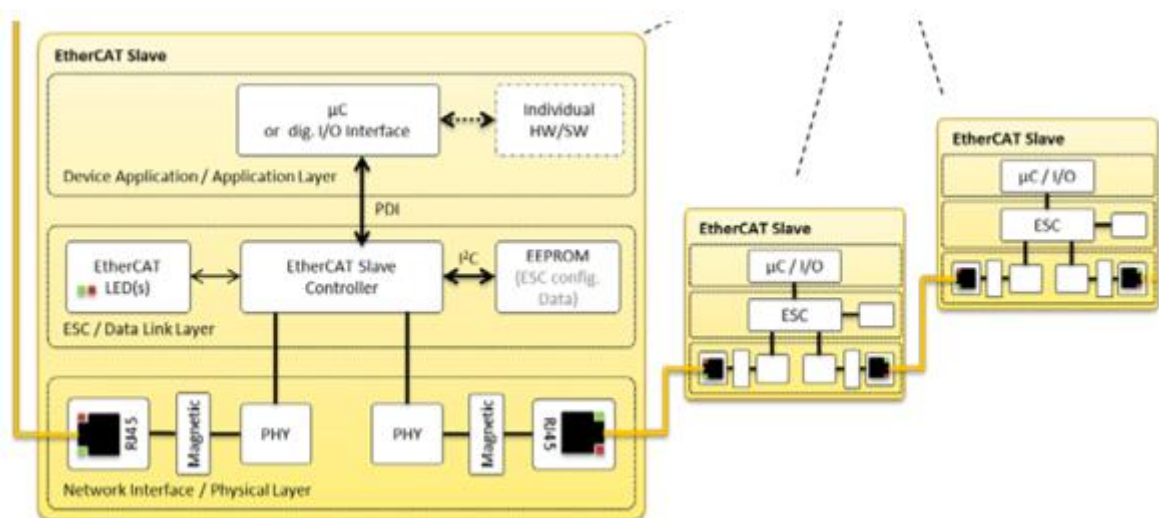 EtherCAT Slave
µC
or dig. I/O Interface
Individual
HW/SW
Device Application / Application Layer
PDI
EtherCAT
LED(s)
EtherCAT Slave
Controller
I²C
EEPROM
(ESC config.
Data)
ESC / Data Link Layer
RJ45
Magnetic
PHY
PHY
Magnetic
RJ45
Network Interface / Physical Layer
EtherCAT Slave
µC / I/O
ESC
EtherCAT Slave
µC / I/O
ESC